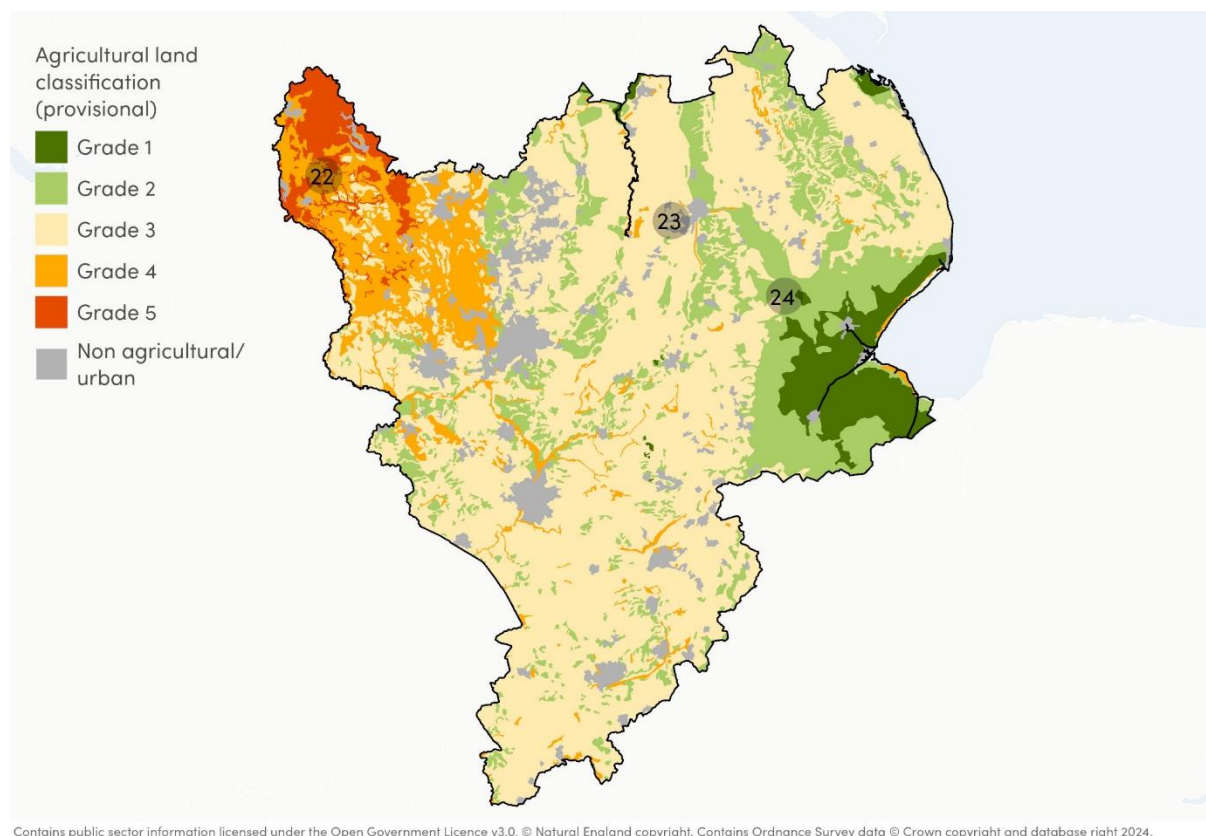 Agricultural land
classification
(provisional)
Grade 1
Grade 2
Grade 3
Grade 4
Grade 5
Non agricultural/
urban
22
23
24
Contains public sector information licensed under the Open Government Licence v3.0. © Natural England copyright. Contains Ordnance Survey data © Crown copyright and database right 2024.